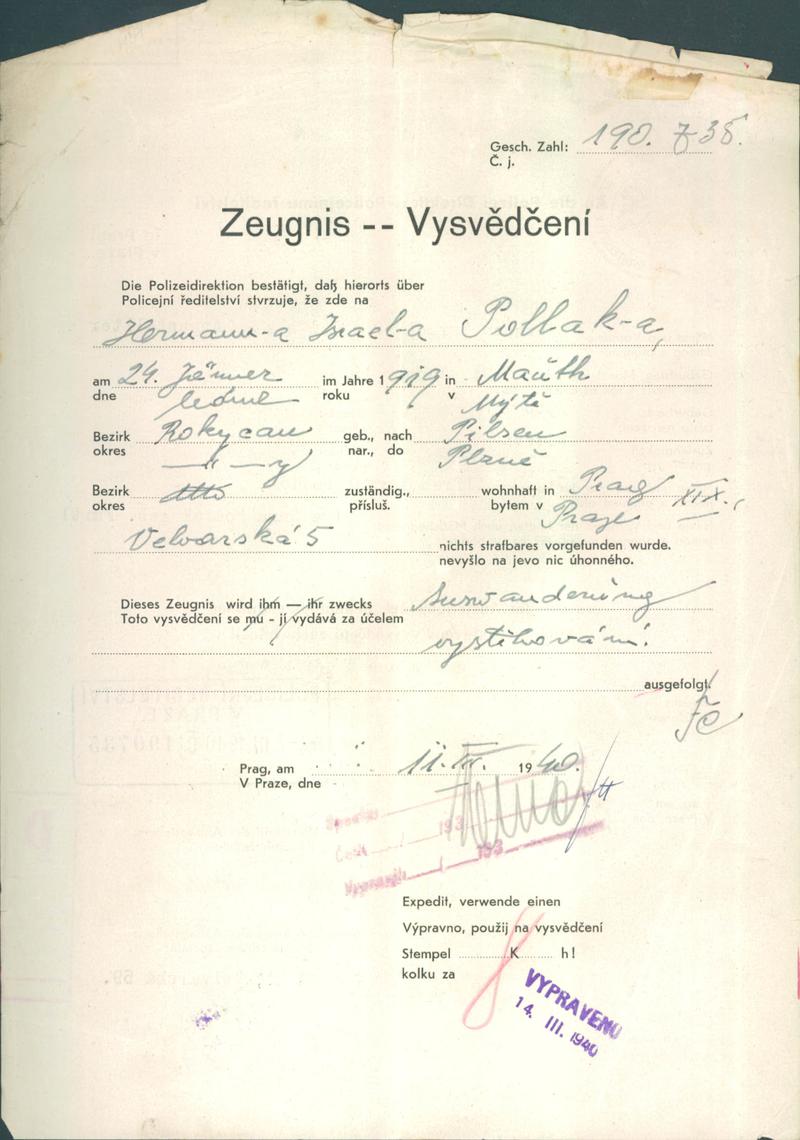 Gesch. Zahl: 190. 738.
Č. j.
Zeugnis -- Vysvědčení
Die Polizeidirektion bestätigt, daß hierorts über
Policejní ředitelství stvrzuje, že zde na
Hermann-a Israel-a Pollak-a,
am 24. Jänner im Jahre 1919 in Mauth
dne ledna roku v Mýtě
Bezirk Rokycan geb., nach Pilsen
okres —"— y nar., do Plzně
Bezirk zuständig., wohnhaft in Prag XIX.,
okres přísluš. bytem v Praze
Velvarská 5 nichts strafbares vorgefunden wurde.
nevyšlo na jevo nic úhonného.
Dieses Zeugnis wird ihm — ihr zwecks Auswanderung
Toto vysvědčení se mu - jí vydává za účelem
vystěhování.
ausgefolgt.
Prag, am 11. III. 1940.
V Praze, dne
193
193
Expedit, verwende einen
Výpravno, použij na vysvědčení
Stempel K h!
kolku za
VYPRAVENO
14. III. 1940